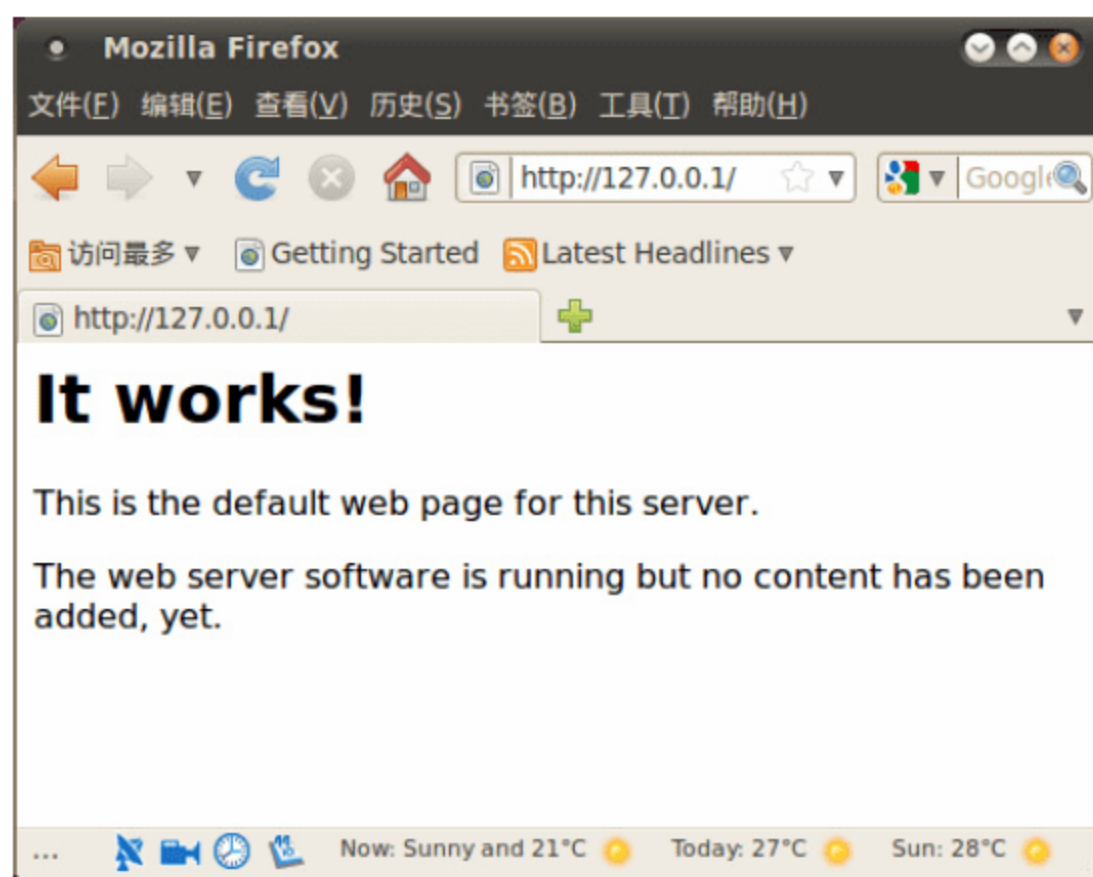 Mozilla Firefox
文件(F) 编辑(E) 查看(V) 历史(S) 书签(B) 工具(T) 帮助(H)
http://127.0.0.1/ Google
访问最多 Getting Started Latest Headlines
http://127.0.0.1/
It works!
This is the default web page for this server.
The web server software is running but no content has been
added, yet.
... Now: Sunny and 21°C Today: 27°C Sun: 28°C